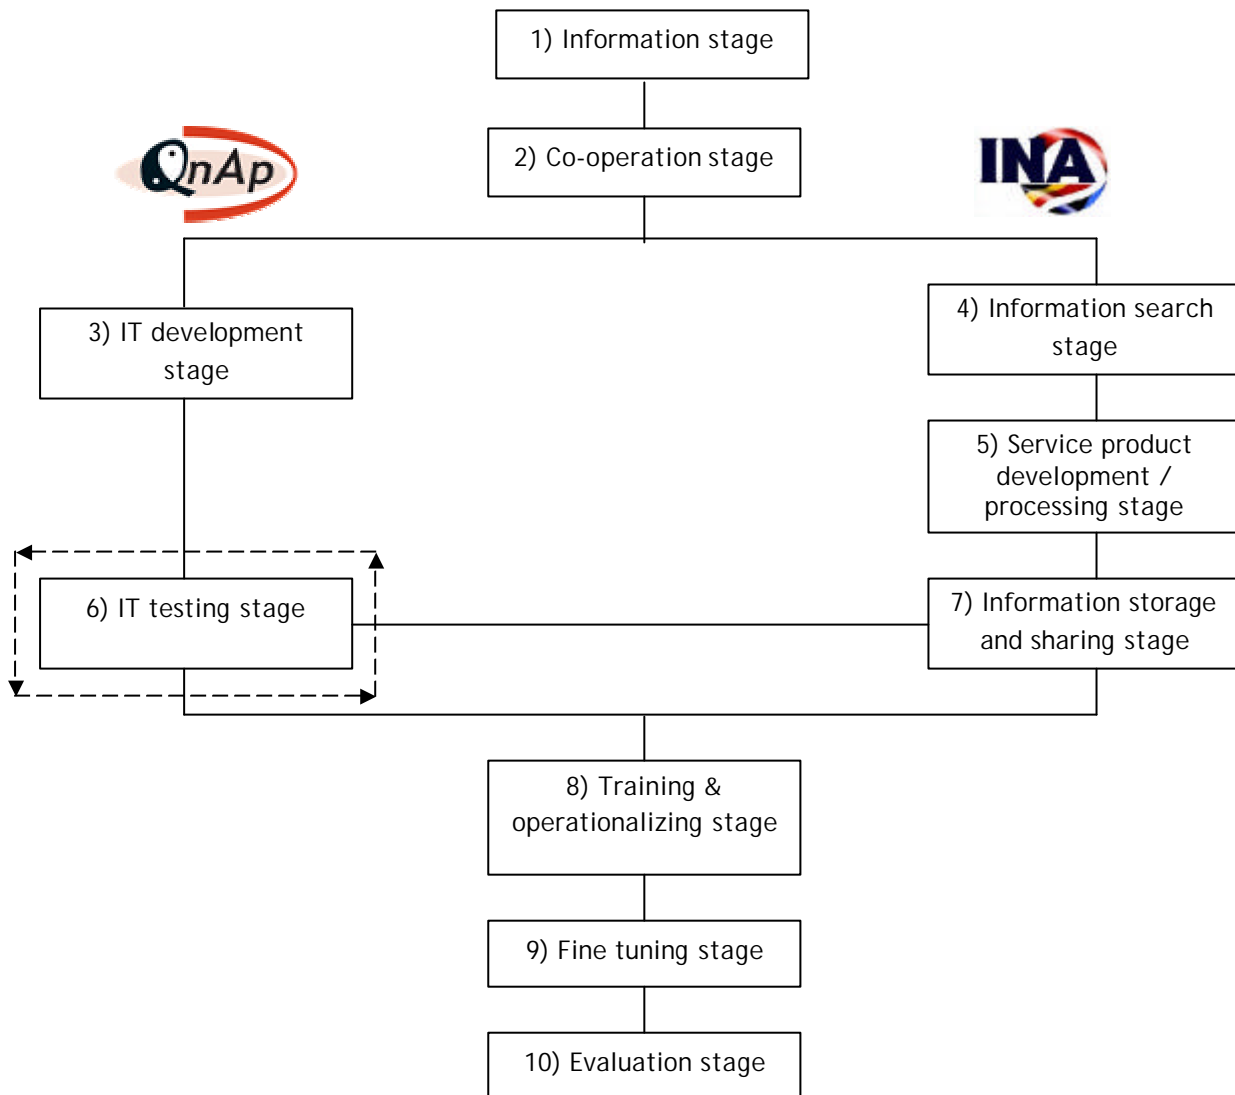 1) Information stage
QnAp
INA
2) Co-operation stage
3) IT development
stage
4) Information search
stage
5) Service product
development /
processing stage
6) IT testing stage
7) Information storage
and sharing stage
8) Training &
operationalizing stage
9) Fine tuning stage
10) Evaluation stage